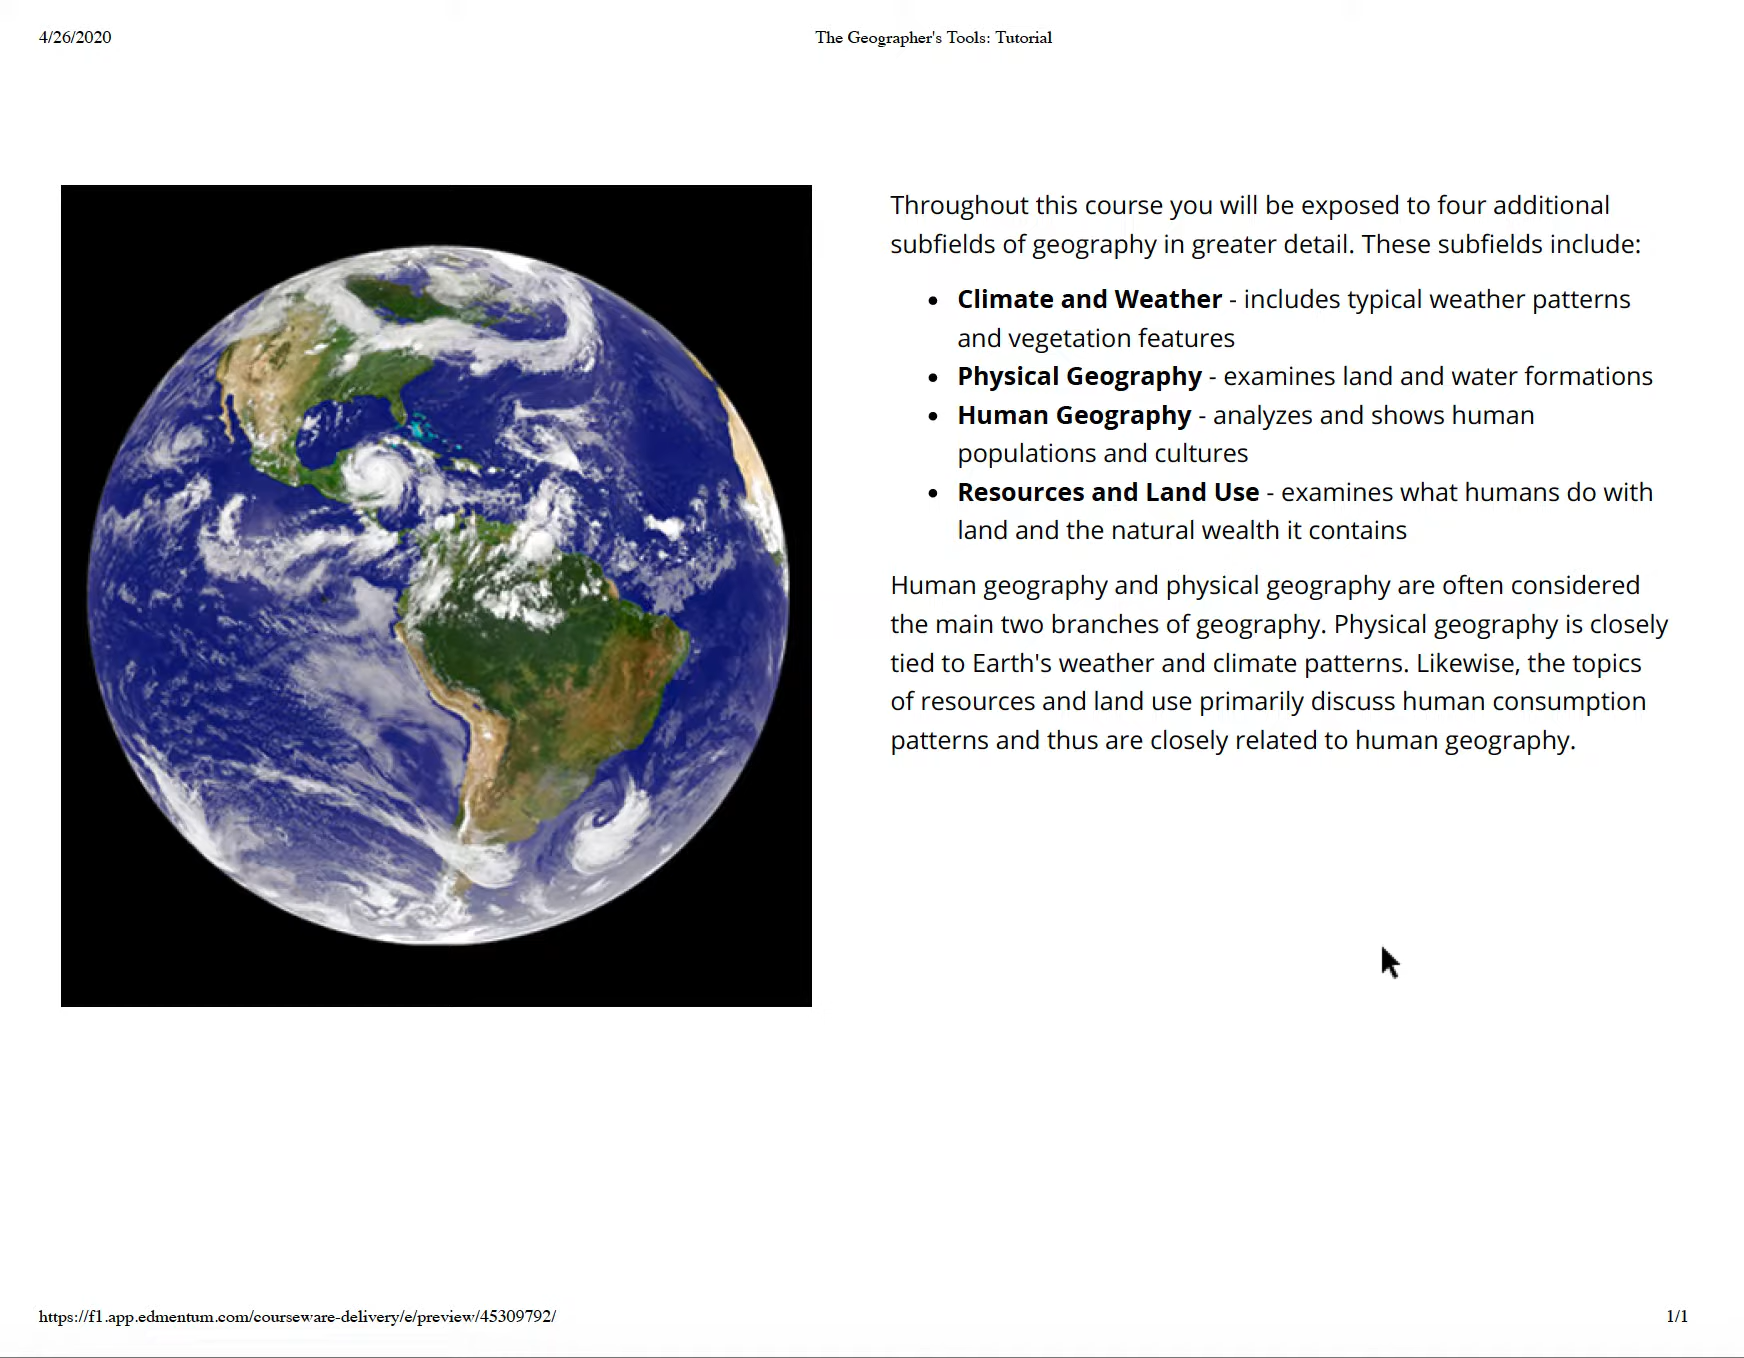 4/26/2020
The Geographer's Tools: Tutorial
Throughout this course you will be exposed to four additional
subfields of geography in greater detail. These subfields include:
• Climate and Weather - includes typical weather patterns
and vegetation features
• Physical Geography - examines land and water formations
• Human Geography - analyzes and shows human
populations and cultures
• Resources and Land Use - examines what humans do with
land and the natural wealth it contains
Human geography and physical geography are often considered
the main two branches of geography. Physical geography is closely
tied to Earth's weather and climate patterns. Likewise, the topics
of resources and land use primarily discuss human consumption
patterns and thus are closely related to human geography.
https://f1.app.edmentum.com/courseware-delivery/e/preview/45309792/
1/1